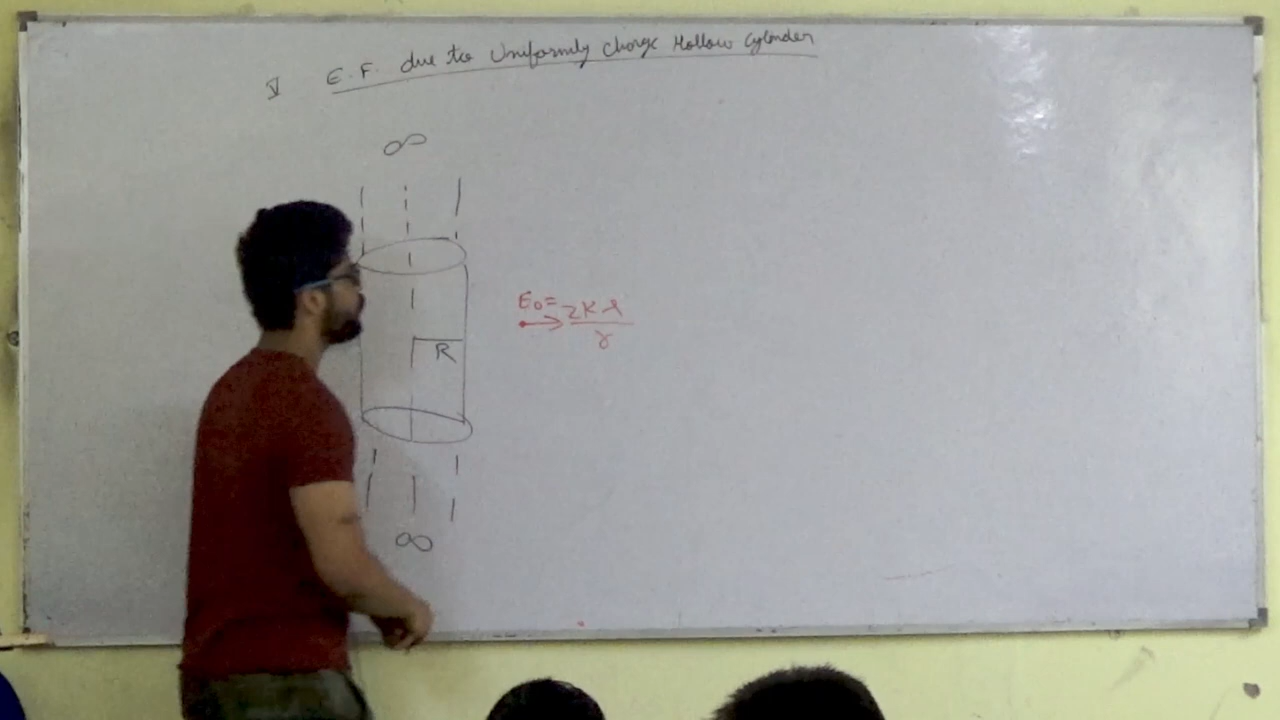 V E.F. due to Uniformly Charge Hollow Cylinder
∞
E₀ = 2Kλ
r
R
∞